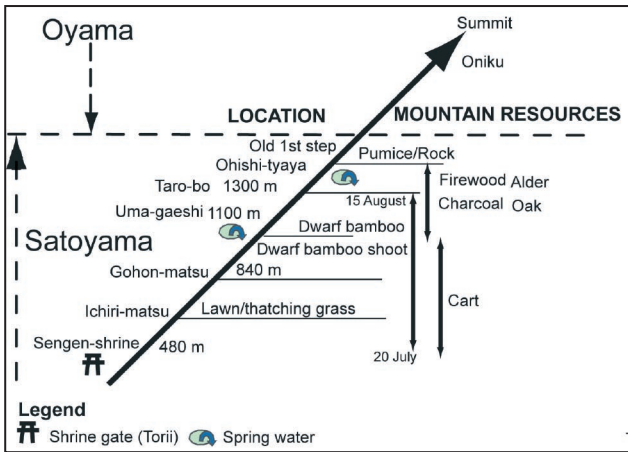 Summit
Oyama
Oniku
LOCATION
MOUNTAIN RESOURCES
Old 1st step
Pumice/Rock
Ohishi-tyaya
Taro-bo 1300 m
Firewood Alder
15 August
Charcoal Oak
Uma-gaeshi 1100 m
Dwarf bamboo
Satoyama
Dwarf bamboo shoot
Gohon-matsu
840 m
Cart
Ichiri-matsu
Lawn/thatching grass
Sengen-shrine
480 m
20 July
Legend
Shrine gate (Torii)
Spring water